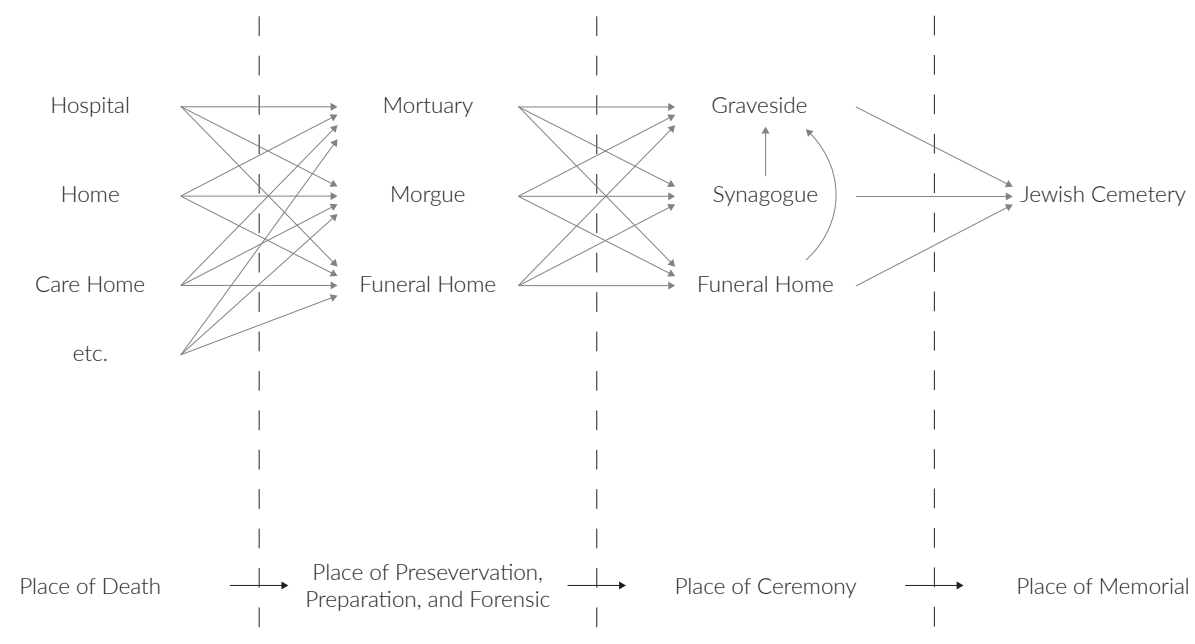 Hospital
Mortuary
Graveside
Home
Morgue
Synagogue
Jewish Cemetery
Care Home
Funeral Home
Funeral Home
etc.
Place of Death
Place of Presevervation,
Preparation, and Forensic
Place of Ceremony
Place of Memorial